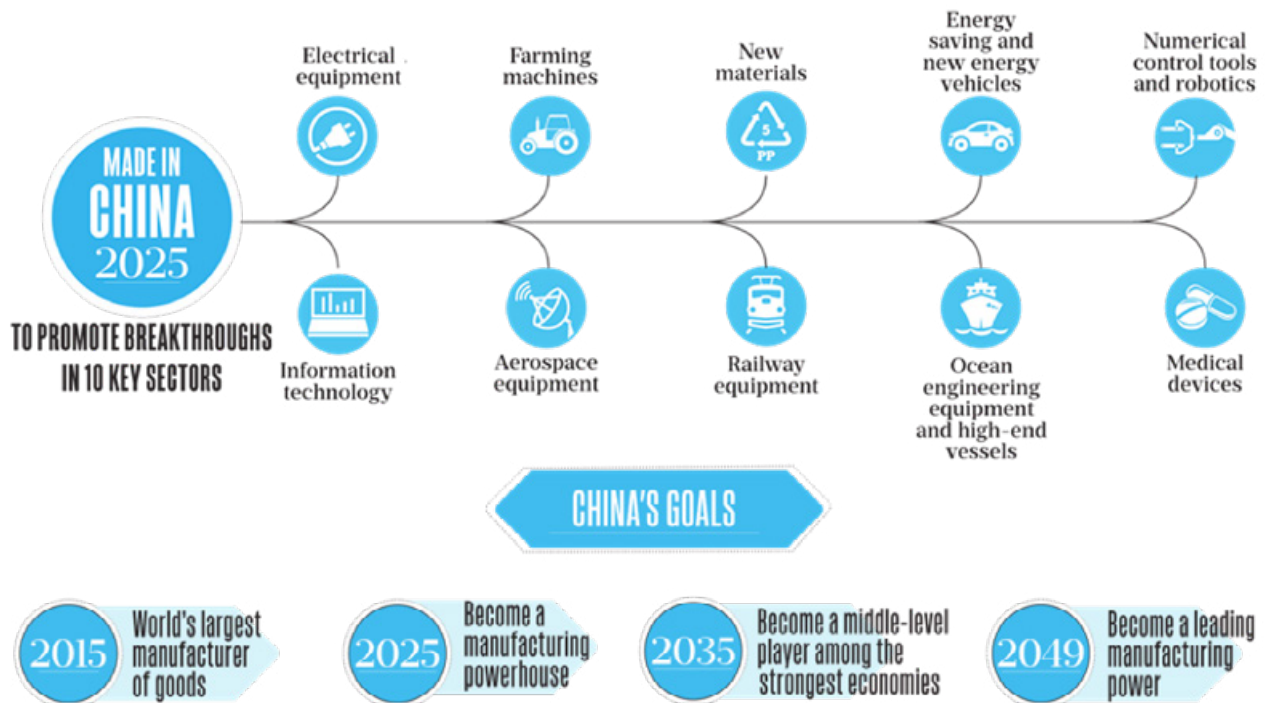 Electrical
equipment
Farming
machines
New
materials
Energy
saving and
new energy
vehicles
Numerical
control tools
and robotics
5
PP
MADE IN
CHINA
2025
TO PROMOTE BREAKTHROUGHS
IN 10 KEY SECTORS
Information
technology
Aerospace
equipment
Railway
equipment
Ocean
engineering
equipment
and high-end
vessels
Medical
devices
CHINA'S GOALS
2015
World's largest
manufacturer
of goods
2025
Become a
manufacturing
powerhouse
2035
Become a middle-level
player among the
strongest economies
2049
Become a leading
manufacturing
power